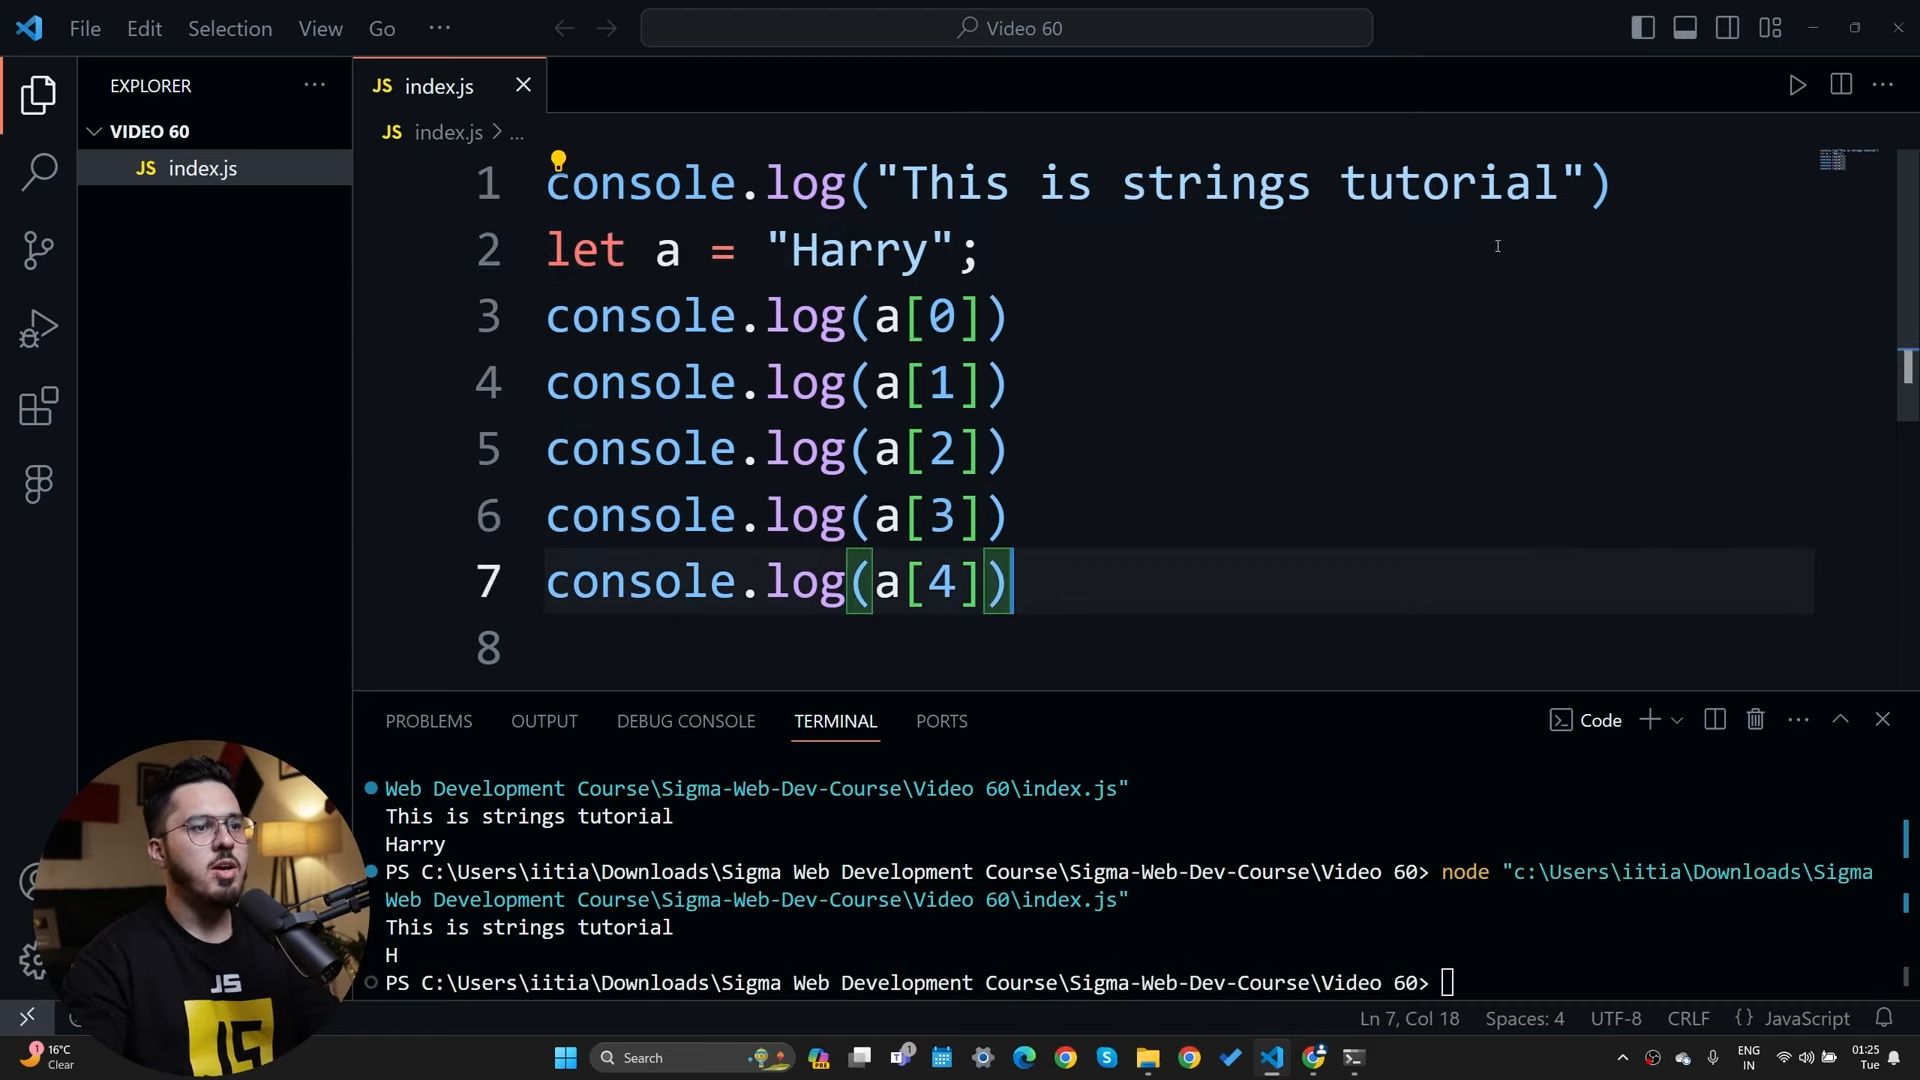 File Edit Selection View Go ···
Video 60
EXPLORER ···
VIDEO 60
JS index.js
JS index.js
JS index.js > ...
1 console.log("This is strings tutorial")
2 let a = "Harry";
3 console.log(a[0])
4 console.log(a[1])
5 console.log(a[2])
6 console.log(a[3])
7 console.log(a[4])
8
PROBLEMS OUTPUT DEBUG CONSOLE TERMINAL PORTS
Code
Web Development Course\Sigma-Web-Dev-Course\Video 60\index.js"
This is strings tutorial
Harry
PS C:\Users\iitia\Downloads\Sigma Web Development Course\Sigma-Web-Dev-Course\Video 60> node "c:\Users\iitia\Downloads\Sigma
Web Development Course\Sigma-Web-Dev-Course\Video 60\index.js"
This is strings tutorial
H
PS C:\Users\iitia\Downloads\Sigma Web Development Course\Sigma-Web-Dev-Course\Video 60>
JS
JS
Ln 7, Col 18 Spaces: 4 UTF-8 CRLF {} JavaScript
1
16°C
Clear
Search
PRE
1
ENG
IN
01:25
Tue